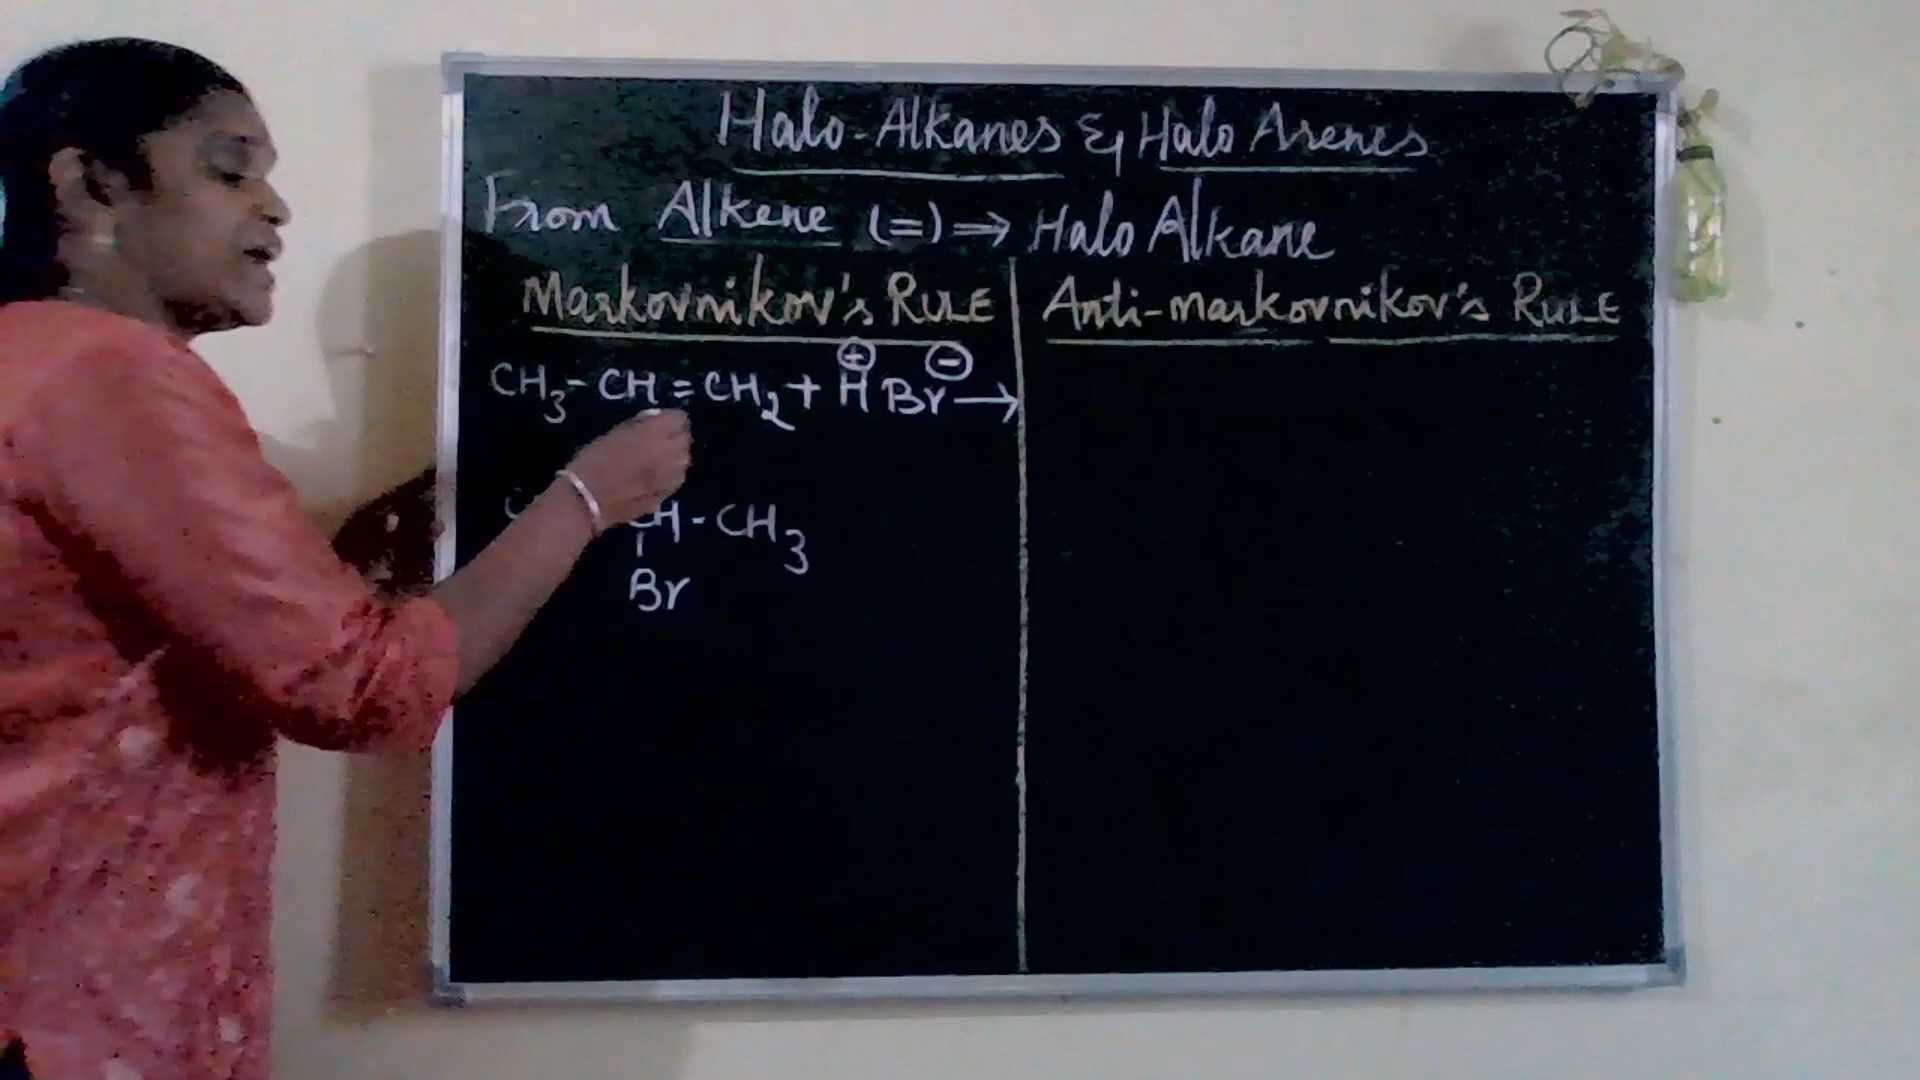 Halo-Alkanes & Halo Arenes
From Alkene (=) ⇒ Halo Alkane
Markovnikov's RULE
CH₃-CH=CH₂ + H⊕ Br⊖ →
CH-CH₃
Br
Anti-markovnikov's RULE